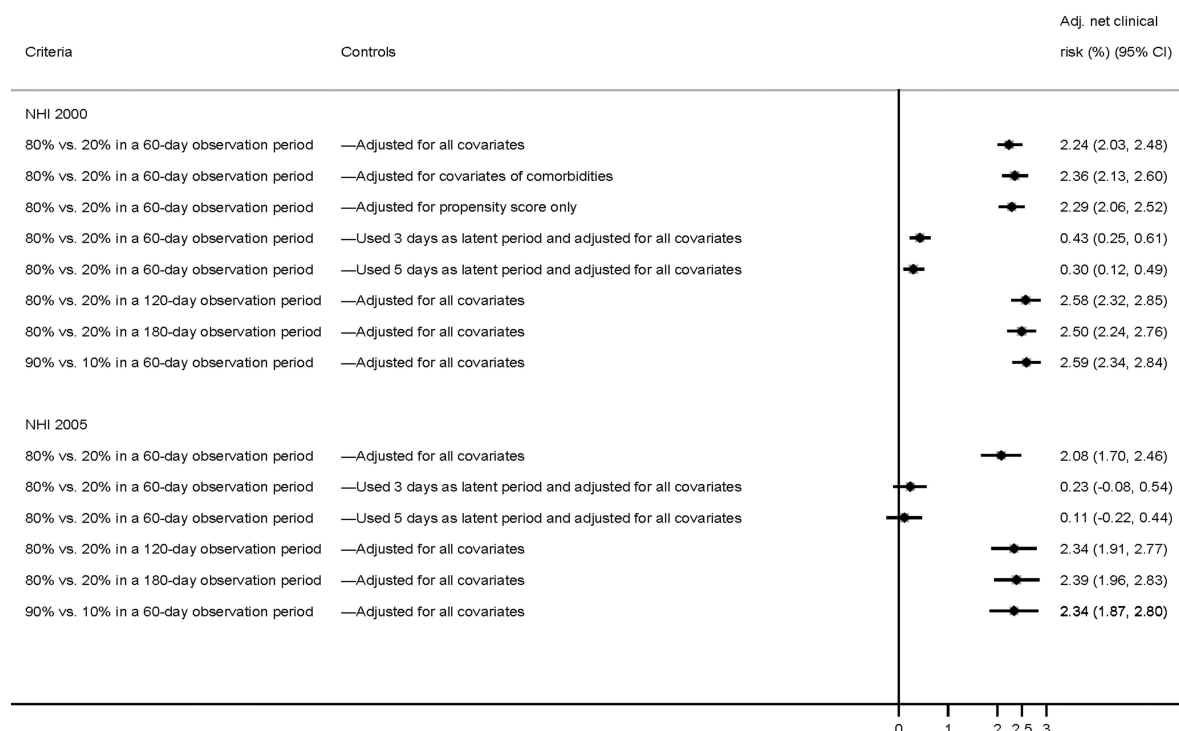 Adj. net clinical
Criteria Controls risk (%) (95% CI)
NHI 2000
80% vs. 20% in a 60-day observation period —Adjusted for all covariates 2.24 (2.03, 2.48)
80% vs. 20% in a 60-day observation period —Adjusted for covariates of comorbidities 2.36 (2.13, 2.60)
80% vs. 20% in a 60-day observation period —Adjusted for propensity score only 2.29 (2.06, 2.52)
80% vs. 20% in a 60-day observation period —Used 3 days as latent period and adjusted for all covariates 0.43 (0.25, 0.61)
80% vs. 20% in a 60-day observation period —Used 5 days as latent period and adjusted for all covariates 0.30 (0.12, 0.49)
80% vs. 20% in a 120-day observation period —Adjusted for all covariates 2.58 (2.32, 2.85)
80% vs. 20% in a 180-day observation period —Adjusted for all covariates 2.50 (2.24, 2.76)
90% vs. 10% in a 60-day observation period —Adjusted for all covariates 2.59 (2.34, 2.84)
NHI 2005
80% vs. 20% in a 60-day observation period —Adjusted for all covariates 2.08 (1.70, 2.46)
80% vs. 20% in a 60-day observation period —Used 3 days as latent period and adjusted for all covariates 0.23 (-0.08, 0.54)
80% vs. 20% in a 60-day observation period —Used 5 days as latent period and adjusted for all covariates 0.11 (-0.22, 0.44)
80% vs. 20% in a 120-day observation period —Adjusted for all covariates 2.34 (1.91, 2.77)
80% vs. 20% in a 180-day observation period —Adjusted for all covariates 2.39 (1.96, 2.83)
90% vs. 10% in a 60-day observation period —Adjusted for all covariates 2.34 (1.87, 2.80)
0 1 2 2.5 3